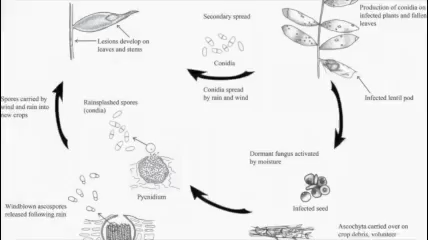 Production of conidia on
infected plants and fallen
leaves
Secondary spread
Lesions develop on
leaves and stems
Conidia
Conidia spread
by rain and wind
Infected lentil pod
Spores carried by
wind and rain into
new crops
Rainsplashed spores
(condia)
Dormant fungus activated
by moisture
Pycnidium
Infected seed
Windblown ascospores
released following rain
Ascochyta carried over on
crop debris, volunteer